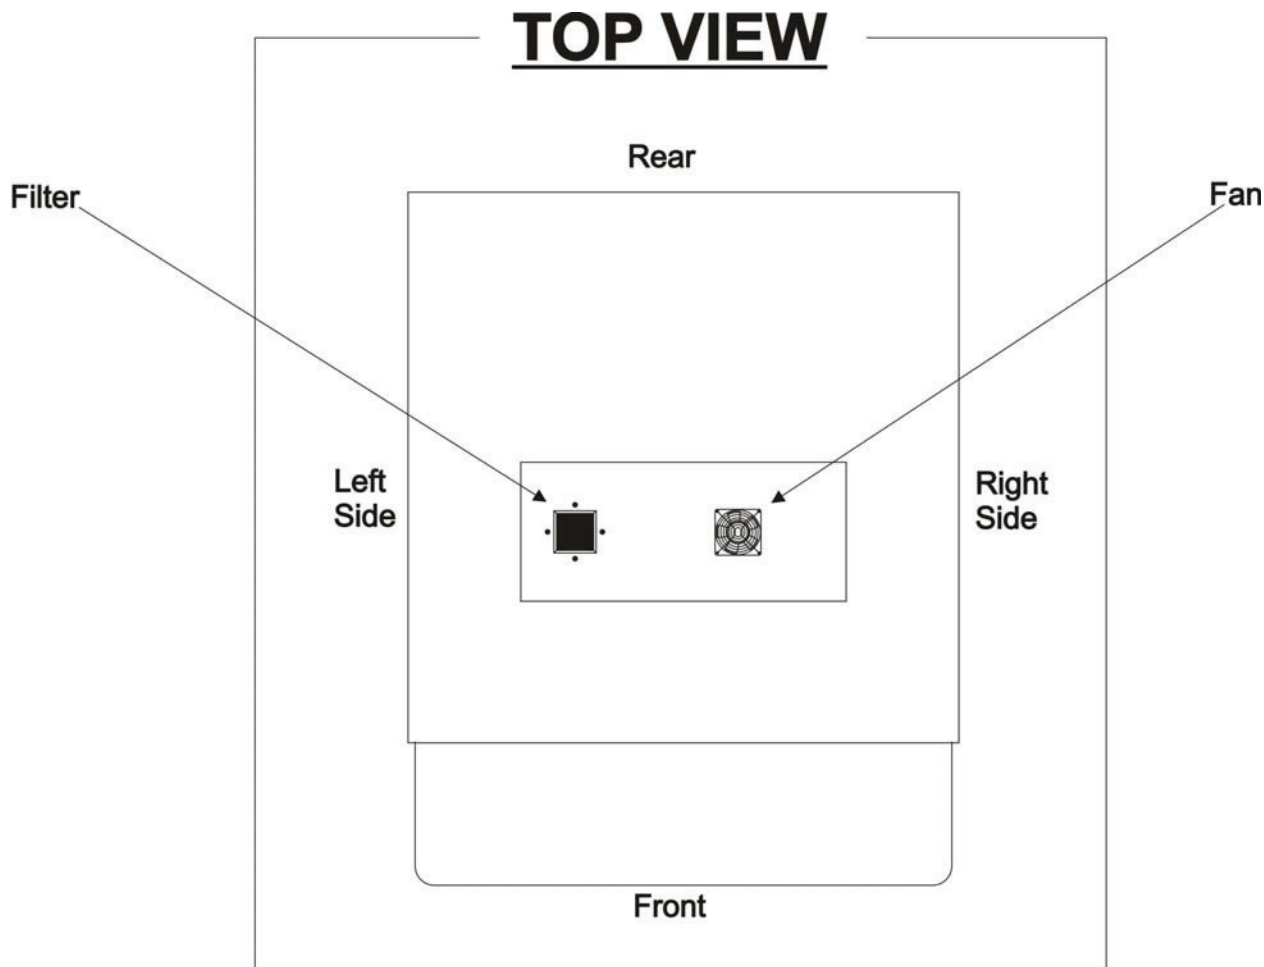 TOP VIEW
Rear
Filter
Fan
Left
Side
Right
Side
Front